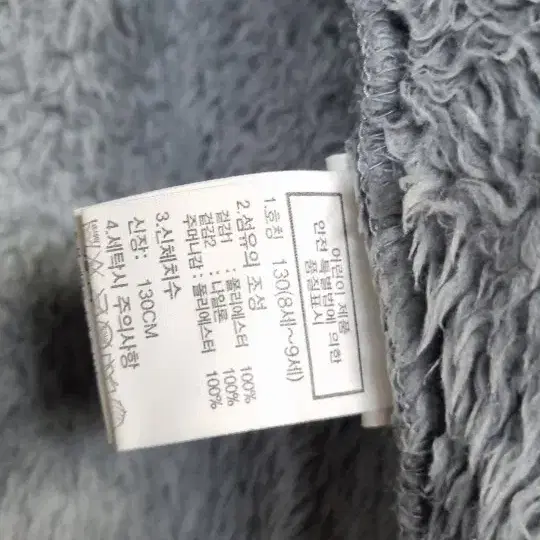 어린이 제품
안전 특별법에 의한
품질표시
1.호칭 130(8세~9세)
2.섬유의 조성
겉감1 : 폴리에스터 100%
겉감2 : 나일론 100%
주머니감 : 폴리에스터 100%
3.신체치수
신장: 130CM
4.세탁시 주의사항